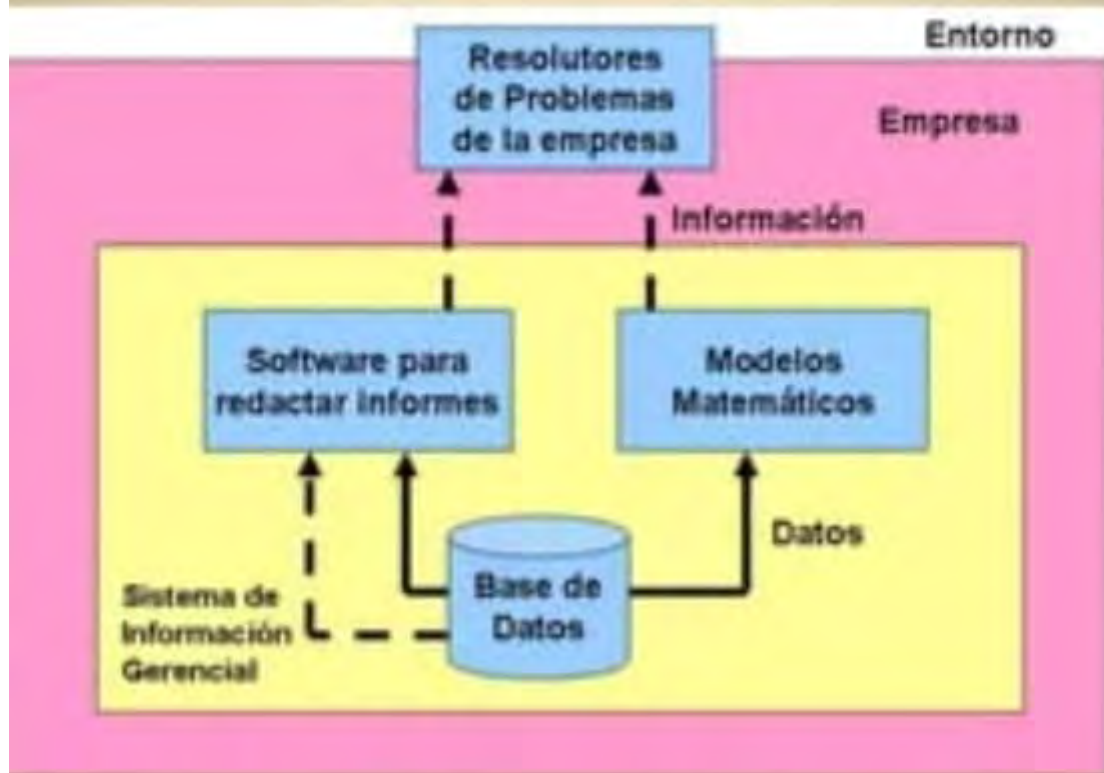 Entorno
Resolutores
de Problemas
de la empresa
Empresa
Información
Software para
redactar informes
Modelos
Matemáticos
Datos
Base de
Datos
Sistema de
Información
Gerencial